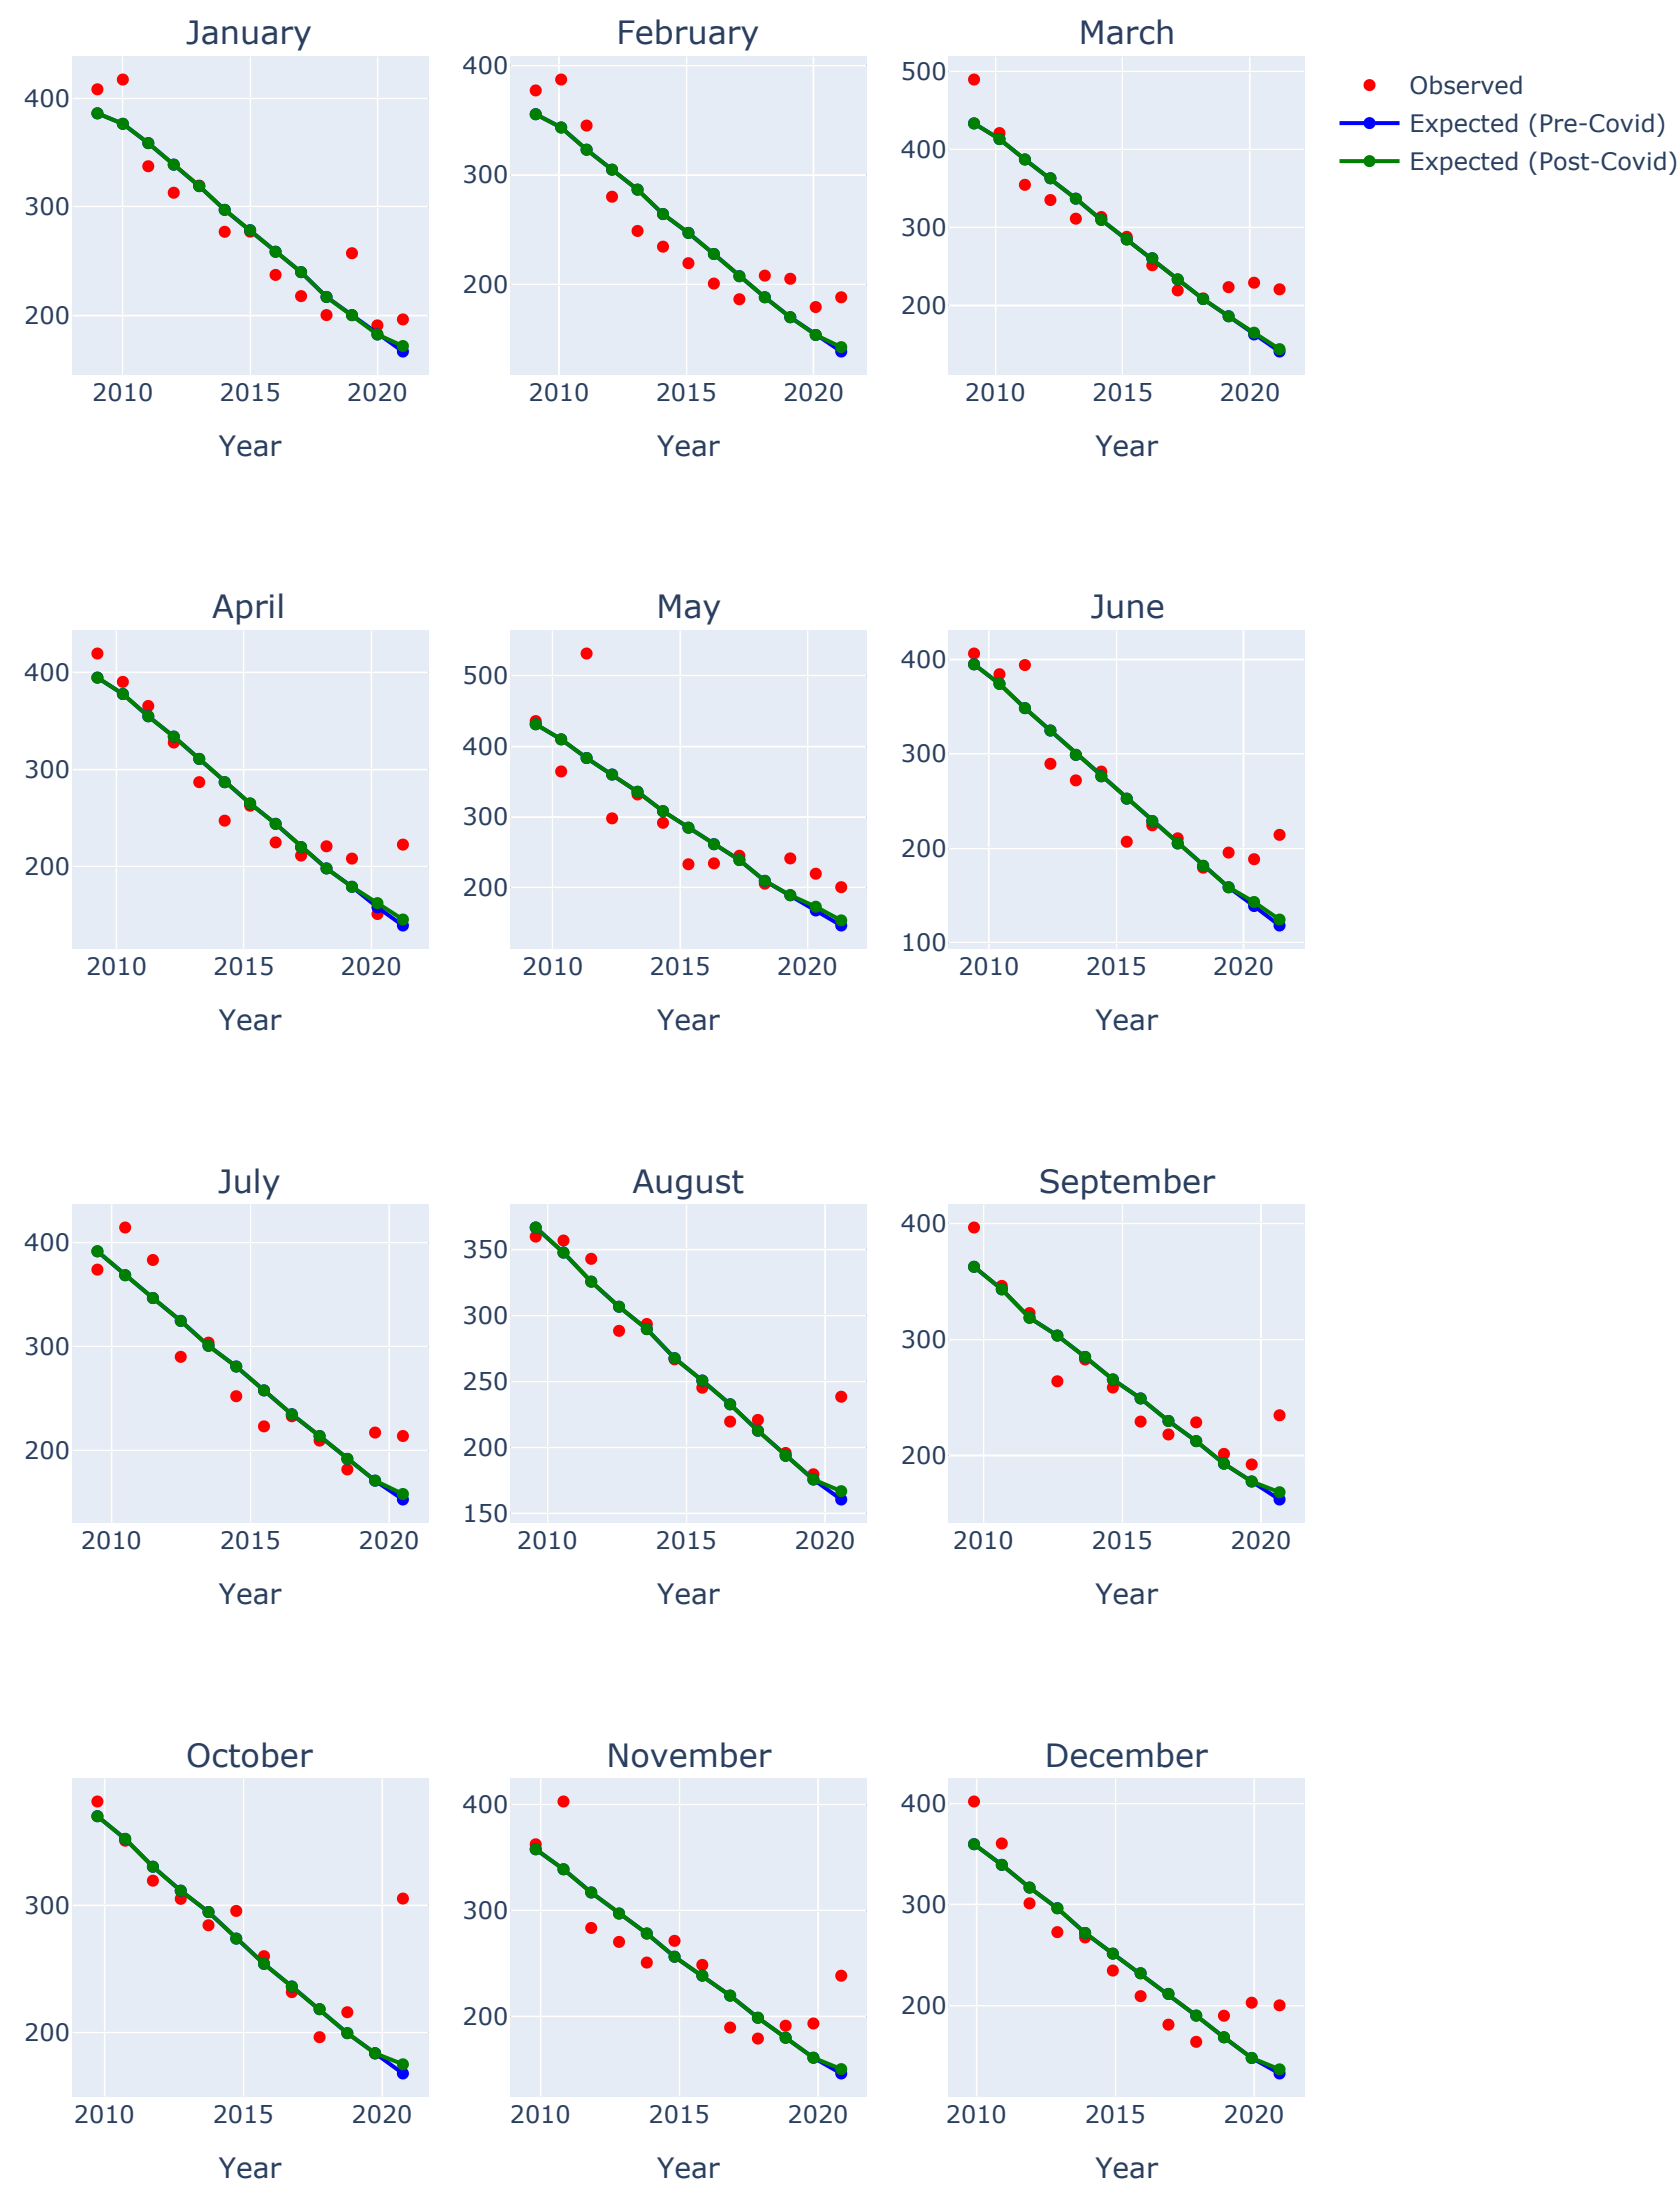 January
February
March
400
300
200
2010 2015 2020
Year
400
300
200
2010 2015 2020
Year
500
400
300
200
2010 2015 2020
Year
Observed
Expected (Pre-Covid)
Expected (Post-Covid)
April
May
June
400
300
200
2010 2015 2020
Year
500
400
300
200
2010 2015 2020
Year
400
300
200
100
2010 2015 2020
Year
July
August
September
400
300
200
2010 2015 2020
Year
350
300
250
200
150
2010 2015 2020
Year
400
300
200
2010 2015 2020
Year
October
November
December
300
200
2010 2015 2020
Year
400
300
200
2010 2015 2020
Year
400
300
200
2010 2015 2020
Year